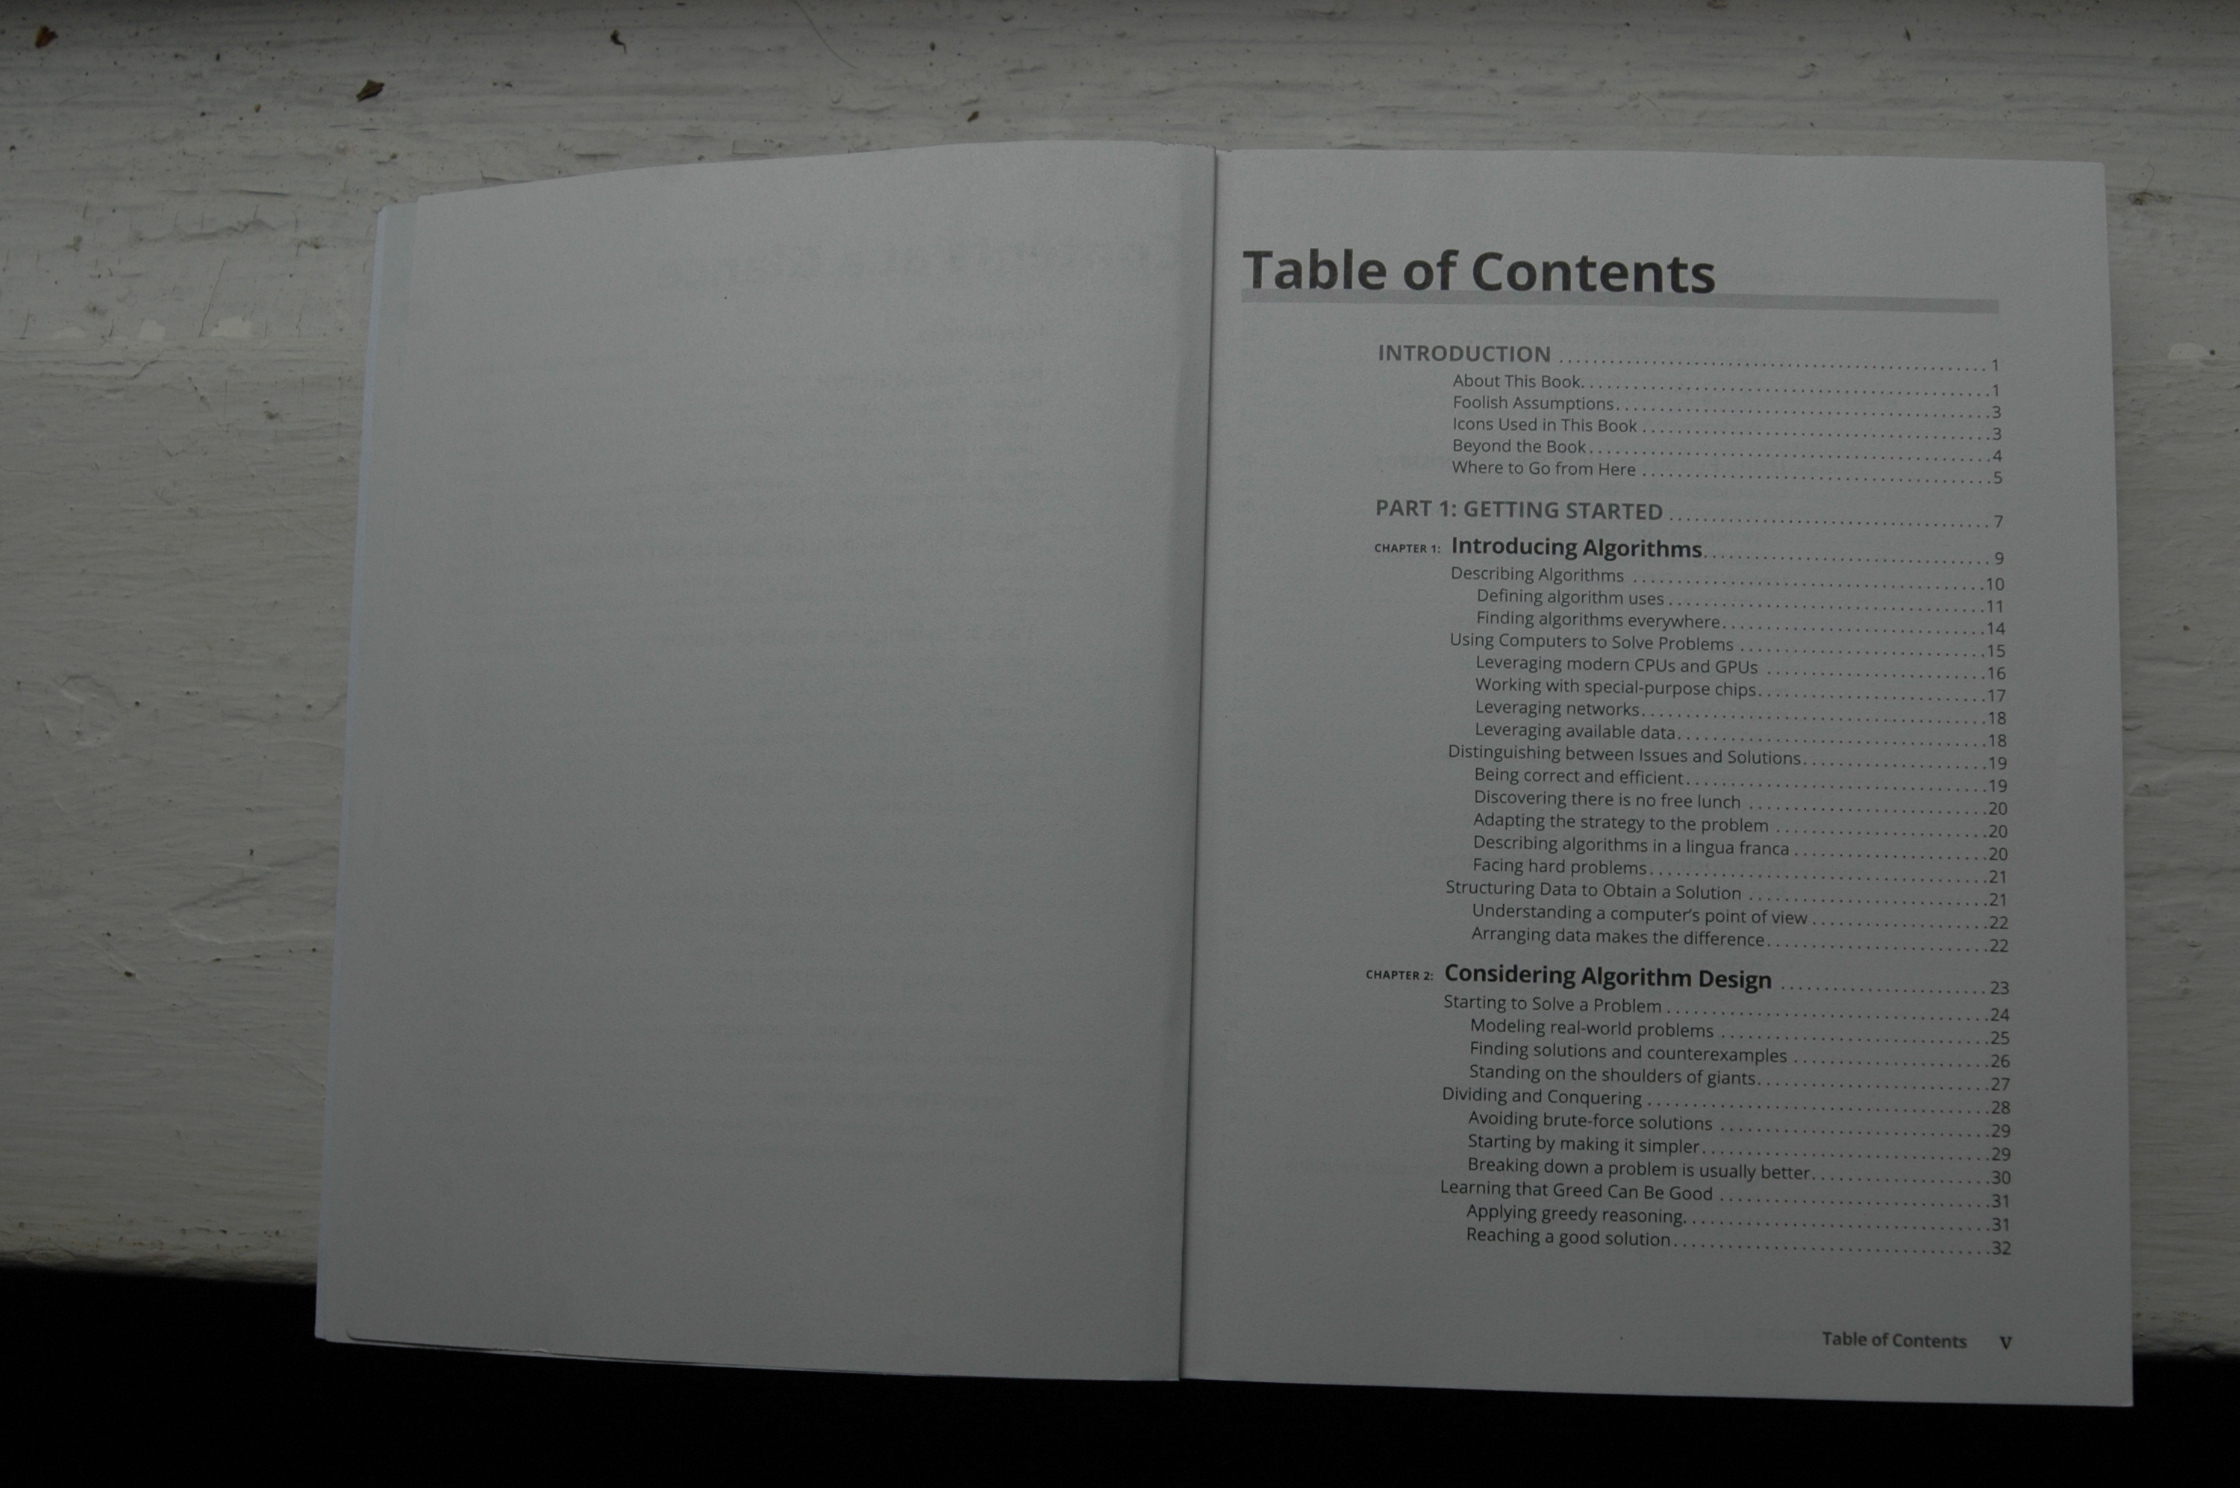 Table of Contents
INTRODUCTION ........................................ 1
About This Book. ........................................ 1
Foolish Assumptions. ........................................ 3
Icons Used in This Book ........................................ 3
Beyond the Book ........................................ 4
Where to Go from Here ........................................ 5
PART 1: GETTING STARTED ........................................ 7
CHAPTER 1: Introducing Algorithms. ........................................ 9
Describing Algorithms ........................................ 10
Defining algorithm uses ........................................ 11
Finding algorithms everywhere. ........................................ 14
Using Computers to Solve Problems ........................................ 15
Leveraging modern CPUs and GPUs ........................................ 16
Working with special-purpose chips. ........................................ 17
Leveraging networks. ........................................ 18
Leveraging available data. ........................................ 18
Distinguishing between Issues and Solutions. ........................................ 19
Being correct and efficient. ........................................ 19
Discovering there is no free lunch ........................................ 20
Adapting the strategy to the problem ........................................ 20
Describing algorithms in a lingua franca ........................................ 20
Facing hard problems. ........................................ 21
Structuring Data to Obtain a Solution ........................................ 21
Understanding a computer's point of view ........................................ 22
Arranging data makes the difference. ........................................ 22
CHAPTER 2: Considering Algorithm Design ........................................ 23
Starting to Solve a Problem ........................................ 24
Modeling real-world problems ........................................ 25
Finding solutions and counterexamples ........................................ 26
Standing on the shoulders of giants. ........................................ 27
Dividing and Conquering ........................................ 28
Avoiding brute-force solutions ........................................ 29
Starting by making it simpler. ........................................ 29
Breaking down a problem is usually better. ........................................ 30
Learning that Greed Can Be Good ........................................ 31
Applying greedy reasoning. ........................................ 31
Reaching a good solution ........................................ 32
Table of Contents v